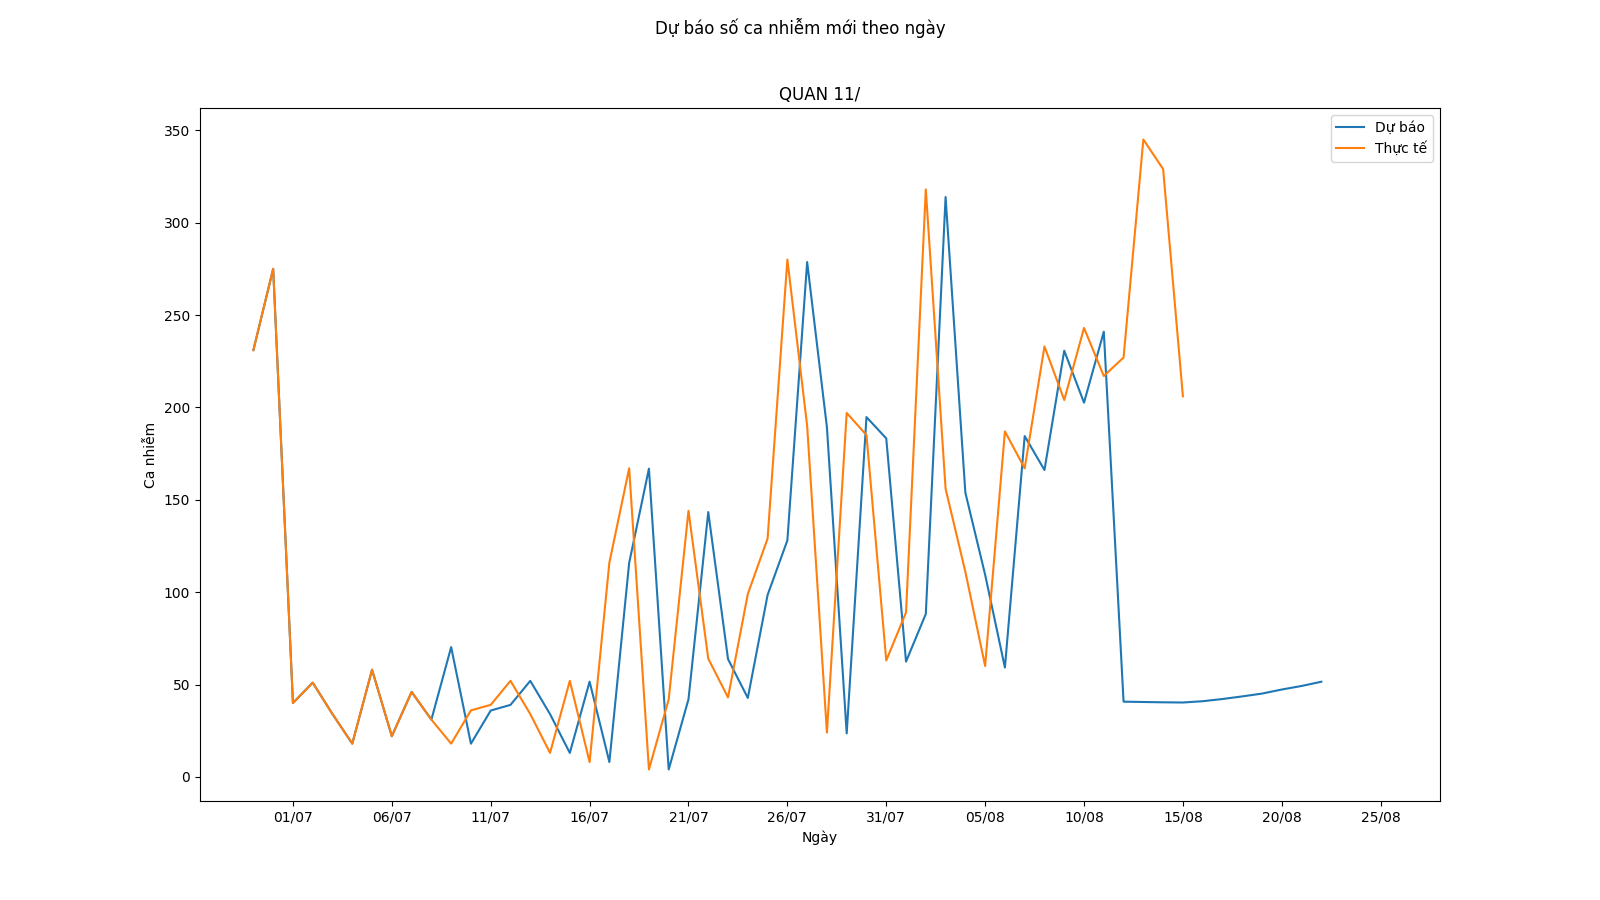 Dự báo số ca nhiễm mới theo ngày
QUAN 11/
Dự báo
Thực tế
350
300
250
200
150
100
50
0
Ca nhiễm
01/07 06/07 11/07 16/07 21/07 26/07 31/07 05/08 10/08 15/08 20/08 25/08
Ngày